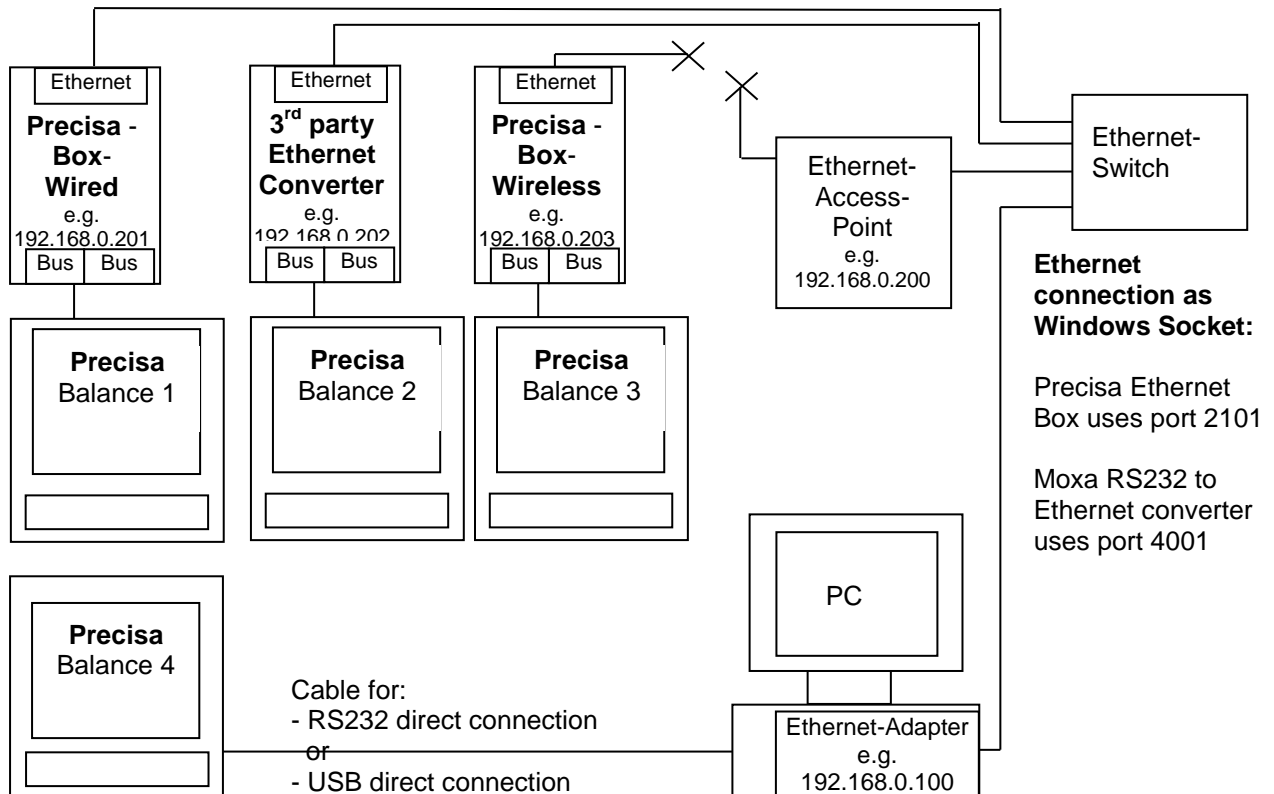 Ethernet
Precisa -
Box-
Wired
e.g.
192.168.0.201
Bus
Bus
Ethernet
3rd party
Ethernet
Converter
e.g.
192.168.0.202
Bus
Bus
Ethernet
Precisa -
Box-
Wireless
e.g.
192.168.0.203
Bus
Bus
Ethernet-
Access-
Point
e.g.
192.168.0.200
Ethernet-
Switch
Ethernet
connection as
Windows Socket:
Precisa Ethernet
Box uses port 2101
Moxa RS232 to
Ethernet converter
uses port 4001
Precisa
Balance 1
Precisa
Balance 2
Precisa
Balance 3
Precisa
Balance 4
Cable for:
- RS232 direct connection
or
- USB direct connection
PC
Ethernet-Adapter
e.g.
192.168.0.100